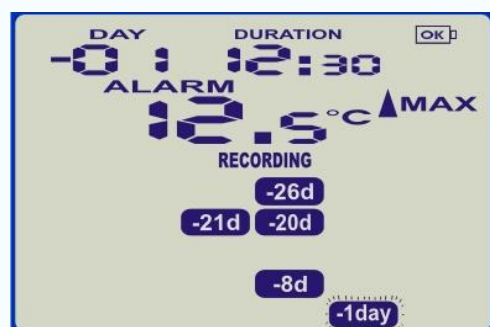 DAY DURATION OK
-01 12:30
ALARM
12.5°C MAX
RECORDING
-26d
-21d -20d
-8d
-1day